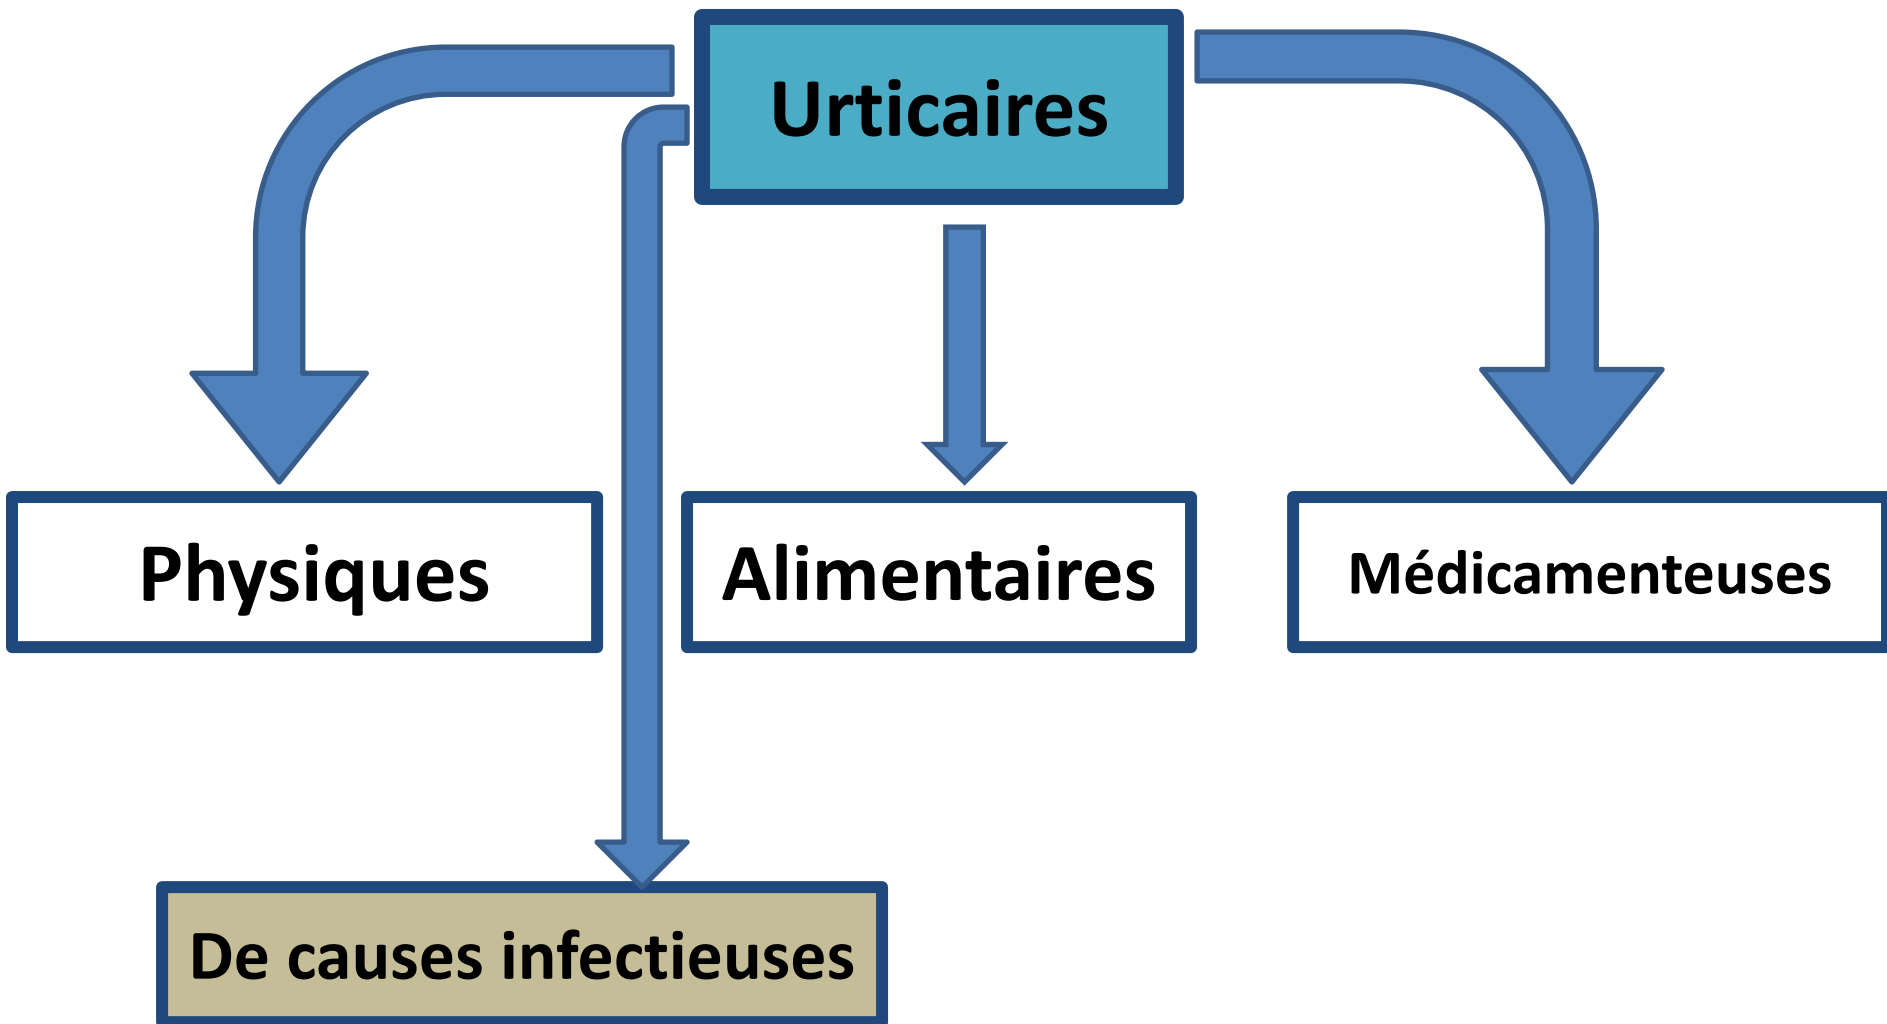 Urticaires
Physiques
Alimentaires
Médicamenteuses
De causes infectieuses